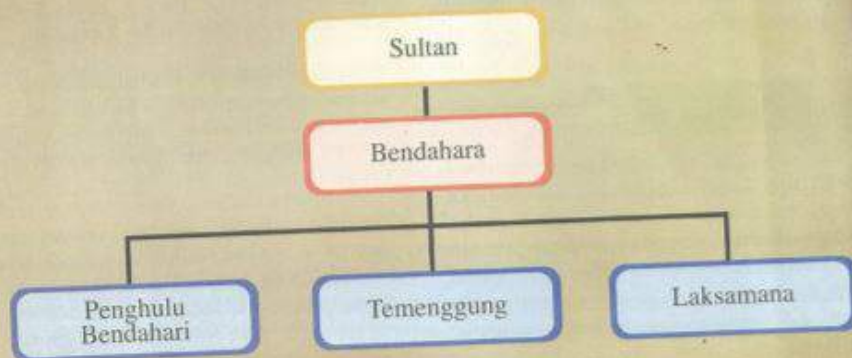 Sultan
Bendahara
Penghulu
Bendahari
Temenggung
Laksamana